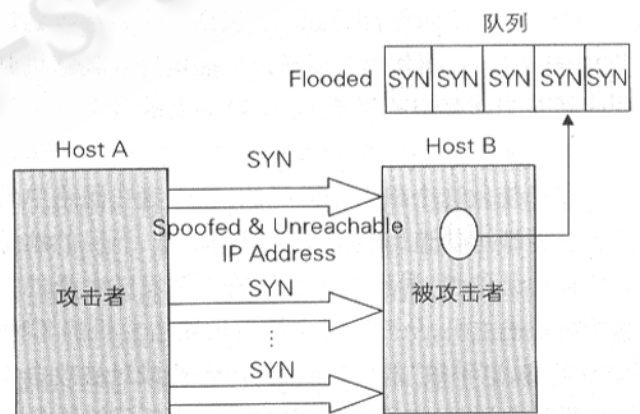 队列
Flooded SYN SYN SYN SYN SYN
Host A
SYN
Host B
Spoofed & Unreachable
IP Address
攻击者
SYN
被攻击者
⋮
SYN